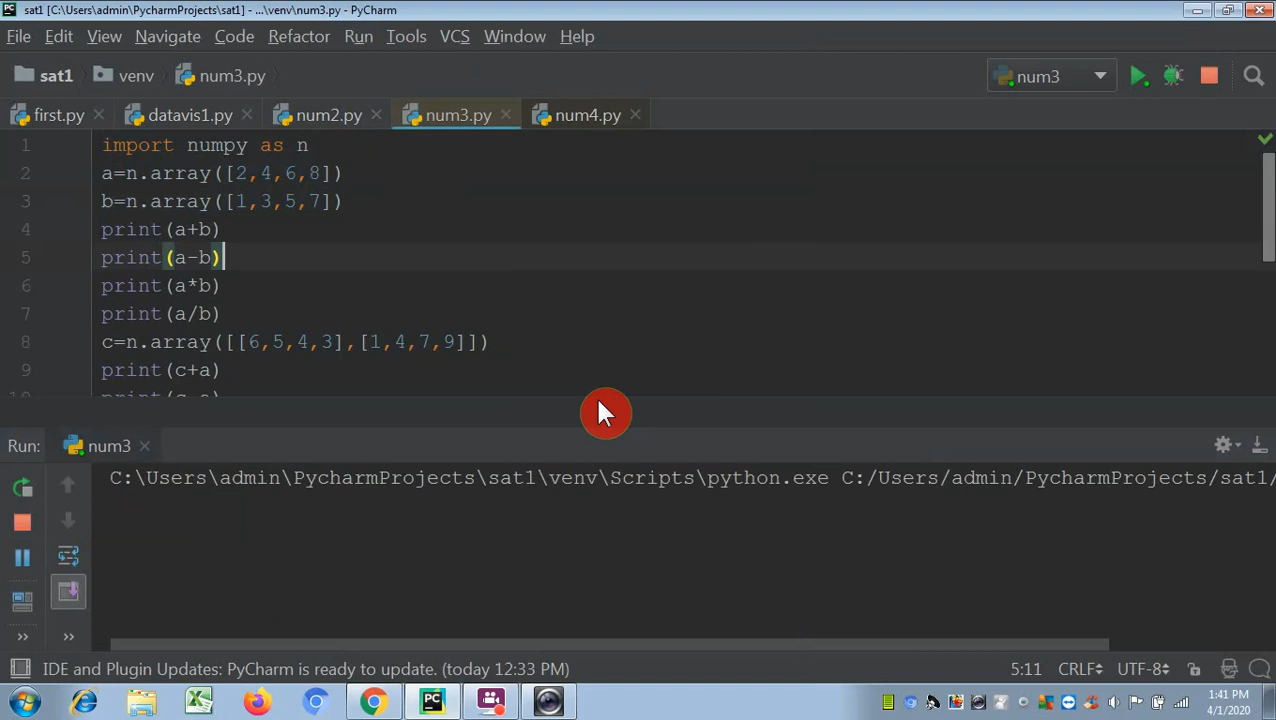 sat1 [C:\Users\admin\PycharmProjects\sat1] - ...\venv\num3.py - PyCharm
File Edit View Navigate Code Refactor Run Tools VCS Window Help
sat1 venv num3.py num3
first.py datavis1.py num2.py num3.py num4.py
1 import numpy as n
2 a=n.array([2,4,6,8])
3 b=n.array([1,3,5,7])
4 print(a+b)
5 print(a-b)
6 print(a*b)
7 print(a/b)
8 c=n.array([[6,5,4,3],[1,4,7,9]])
9 print(c+a)
Run: num3
C:\Users\admin\PycharmProjects\sat1\venv\Scripts\python.exe C:/Users/admin/PycharmProjects/sat1/
IDE and Plugin Updates: PyCharm is ready to update. (today 12:33 PM) 5:11 CRLF UTF-8
1:41 PM
4/1/2020